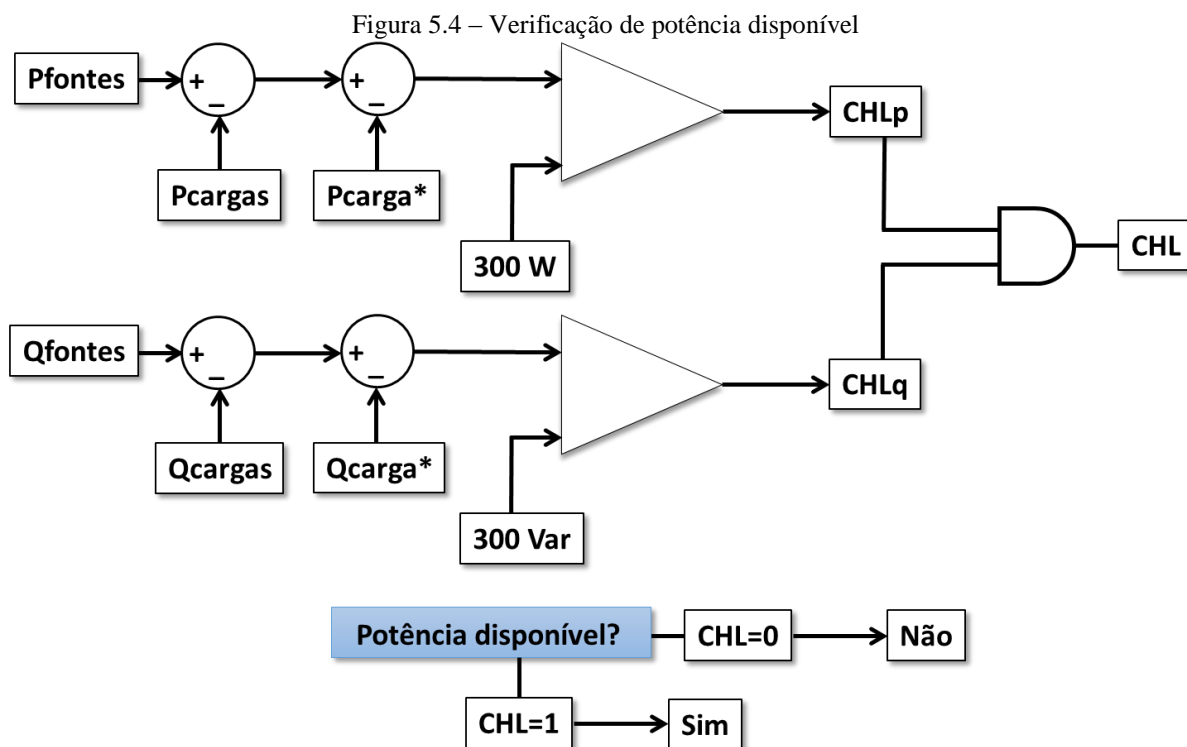 Figura 5.4 – Verificação de potência disponível
Pfontes
+
–
+
–
CHLp
Pcargas
Pcarga*
300 W
CHL
Qfontes
+
–
+
–
CHLq
Qcargas
Qcarga*
300 Var
Potência disponível?
CHL=0
Não
CHL=1
Sim